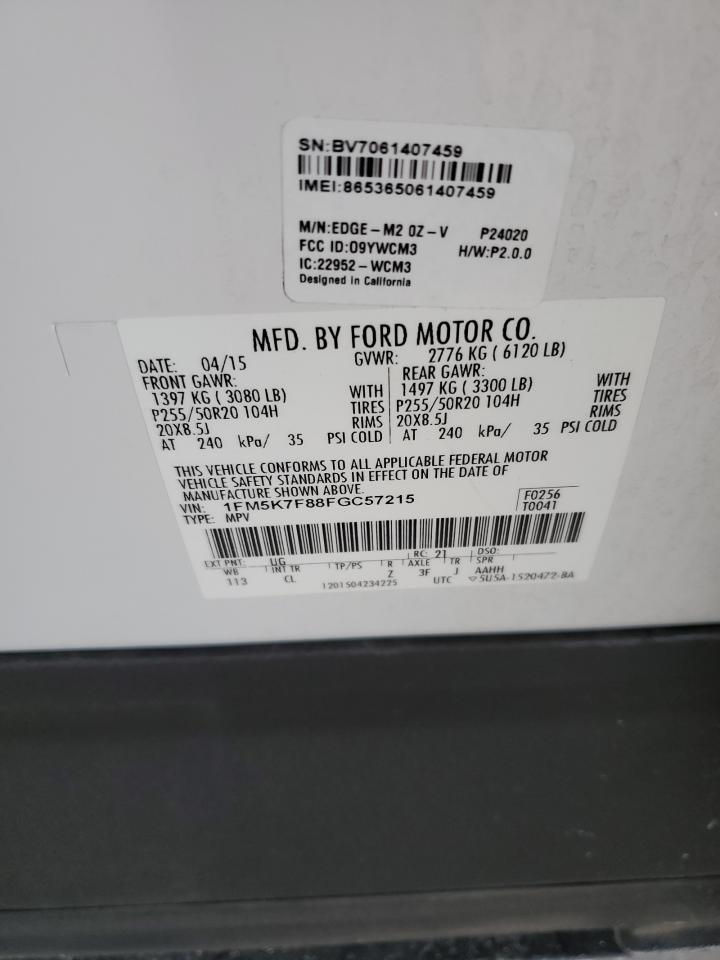 SN:BV7061407459
IMEI:865365061407459
M/N:EDGE-M2 0Z-V P24020
FCC ID:O9YWCM3 H/W:P2.0.0
IC:22952-WCM3
Designed in California
MFD. BY FORD MOTOR CO.
DATE: 04/15 GVWR: 2776 KG ( 6120 LB)
FRONT GAWR: REAR GAWR:
1397 KG ( 3080 LB) WITH 1497 KG ( 3300 LB) WITH
P255/50R20 104H TIRES P255/50R20 104H TIRES
20X8.5J RIMS 20X8.5J RIMS
AT 240 kPa/ 35 PSI COLD AT 240 kPa/ 35 PSI COLD
THIS VEHICLE CONFORMS TO ALL APPLICABLE FEDERAL MOTOR
VEHICLE SAFETY STANDARDS IN EFFECT ON THE DATE OF
MANUFACTURE SHOWN ABOVE.
VIN: 1FM5K7F88FGC57215 F0256
TYPE: MPV T0041
EXT PNT: UG RC: 21 DSO:
WB INT TR TP/PS R AXLE TR SPR
113 CL Z 3F J AAHH
1201504234225 UTC 5U5A-1520472-BA